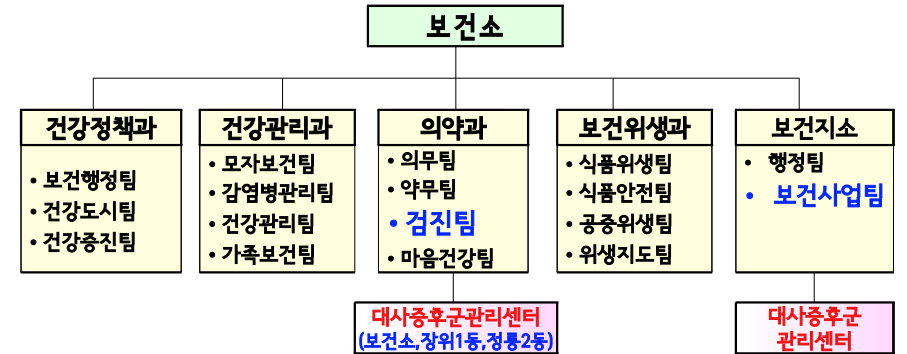 보건소
건강정책과
• 보건행정팀
• 건강도시팀
• 건강증진팀
건강관리과
• 모자보건팀
• 감염병관리팀
• 건강관리팀
• 가족보건팀
의약과
• 의무팀
• 약무팀
• 검진팀
• 마음건강팀
대사증후군관리센터
(보건소,장위1동,정릉2동)
보건위생과
• 식품위생팀
• 식품안전팀
• 공중위생팀
• 위생지도팀
보건지소
• 행정팀
• 보건사업팀
대사증후군
관리센터